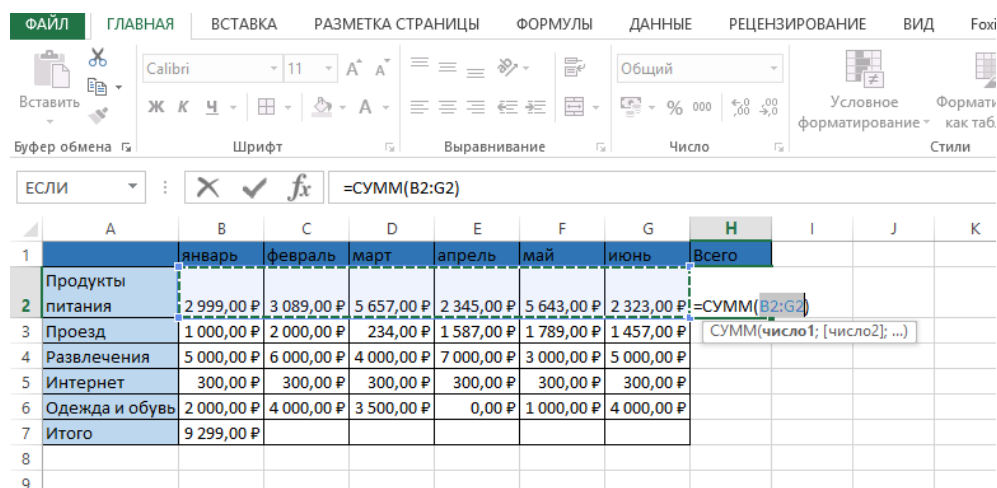 ФАЙЛ ГЛАВНАЯ ВСТАВКА РАЗМЕТКА СТРАНИЦЫ ФОРМУЛЫ ДАННЫЕ РЕЦЕНЗИРОВАНИЕ ВИД Foxi
Вставить
Calibri 11
Ж К Ч
Общий
% 000
Условное форматирование
Формати как таб.
Буфер обмена Шрифт Выравнивание Число Стили
ЕСЛИ fx =СУММ(B2:G2)
A B C D E F G H I J K
1 январь февраль март апрель май июнь Всего
Продукты
2 питания 2 999,00 ₽ 3 089,00 ₽ 5 657,00 ₽ 2 345,00 ₽ 5 643,00 ₽ 2 323,00 ₽ =СУММ(B2:G2)
3 Проезд 1 000,00 ₽ 2 000,00 ₽ 234,00 ₽ 1 587,00 ₽ 1 789,00 ₽ 1 457,00 ₽ СУММ(число1; [число2]; ...)
4 Развлечения 5 000,00 ₽ 6 000,00 ₽ 4 000,00 ₽ 7 000,00 ₽ 3 000,00 ₽ 5 000,00 ₽
5 Интернет 300,00 ₽ 300,00 ₽ 300,00 ₽ 300,00 ₽ 300,00 ₽ 300,00 ₽
6 Одежда и обувь 2 000,00 ₽ 4 000,00 ₽ 3 500,00 ₽ 0,00 ₽ 1 000,00 ₽ 4 000,00 ₽
7 Итого 9 299,00 ₽
8
9